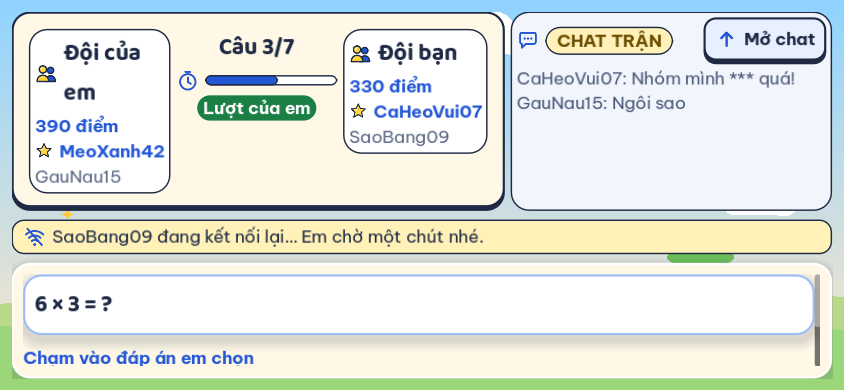 Đội của
em
390 điểm
MeoXanh42
GauNau15
Câu 3/7
Lượt của em
Đội bạn
330 điểm
CaHeoVui07
SaoBang09
CHAT TRẬN
Mở chat
CaHeoVui07: Nhóm mình *** quá!
GauNau15: Ngôi sao
SaoBang09 đang kết nối lại... Em chờ một chút nhé.
6 × 3 = ?
Chạm vào đáp án em chọn